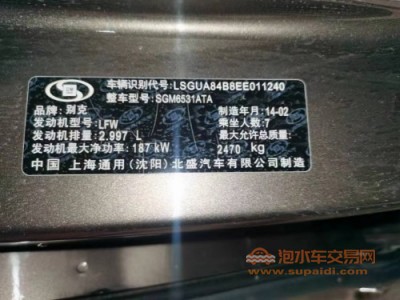 车辆识别代号: LSGUA84B8EE011240
整车型号: SGM6531ATA
品牌: 别克
制造年月: 14-02
发动机型号: LFW
乘坐人数: 7
发动机排量: 2.997 L
最大允许总质量:
发动机最大净功率: 187 kW
2470 kg
中国 上海通用(沈阳)北盛汽车有限公司制造
泡水车交易网
www.supaidi.com